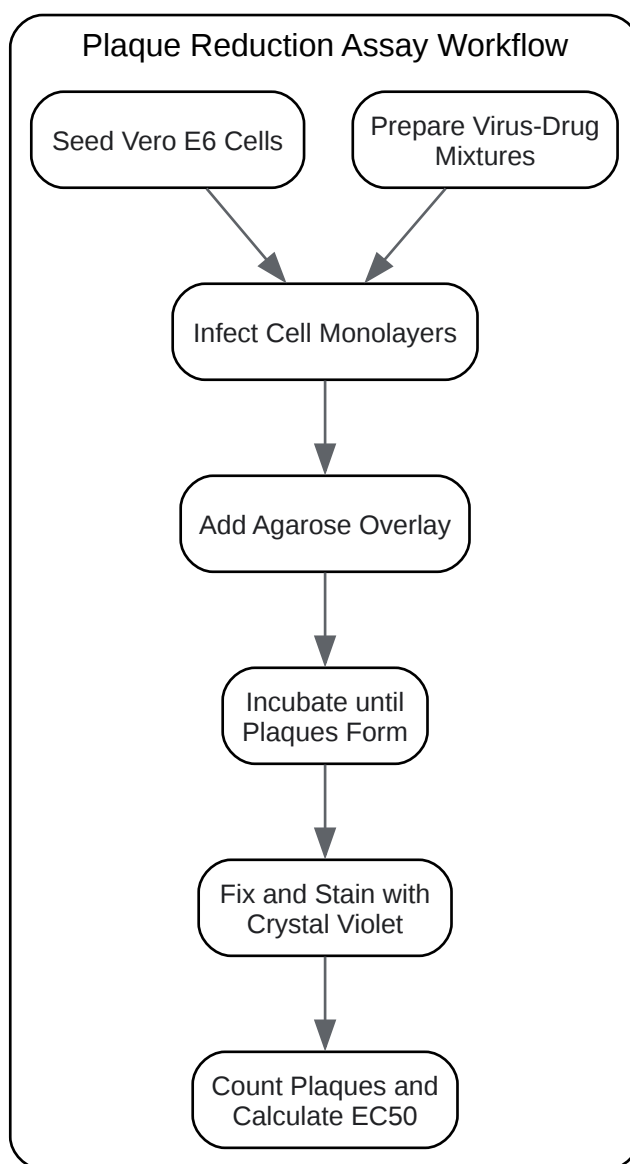 Plaque Reduction Assay Workflow
Seed Vero E6 Cells
Prepare Virus-Drug
Mixtures
Infect Cell Monolayers
Add Agarose Overlay
Incubate until
Plaques Form
Fix and Stain with
Crystal Violet
Count Plaques and
Calculate EC50